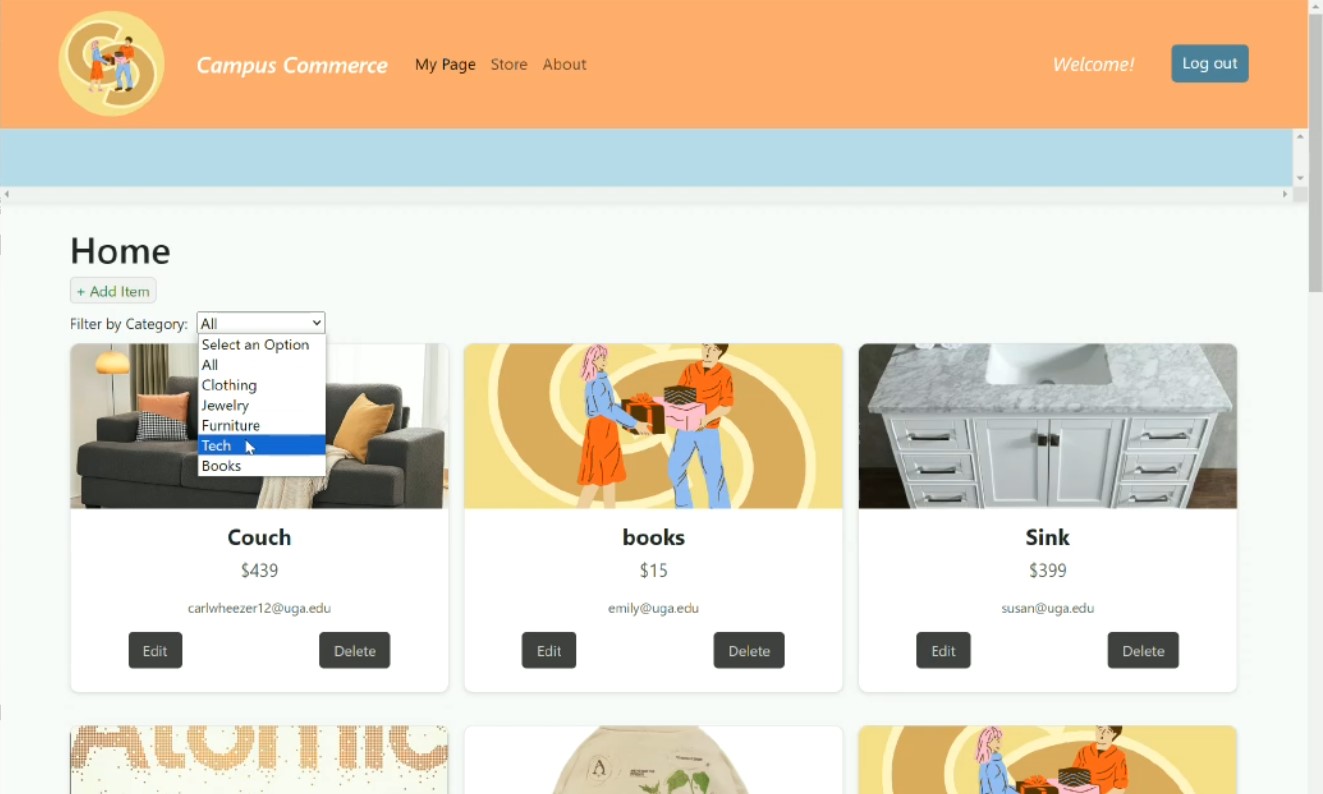 Campus Commerce My Page Store About Welcome! Log out
Home
+ Add Item
Filter by Category: All
Select an Option
All
Clothing
Jewelry
Furniture
Tech
Books
Couch
$439
carlwheezer12@uga.edu
Edit Delete
books
$15
emily@uga.edu
Edit Delete
Sink
$399
susan@uga.edu
Edit Delete
Atomic
A